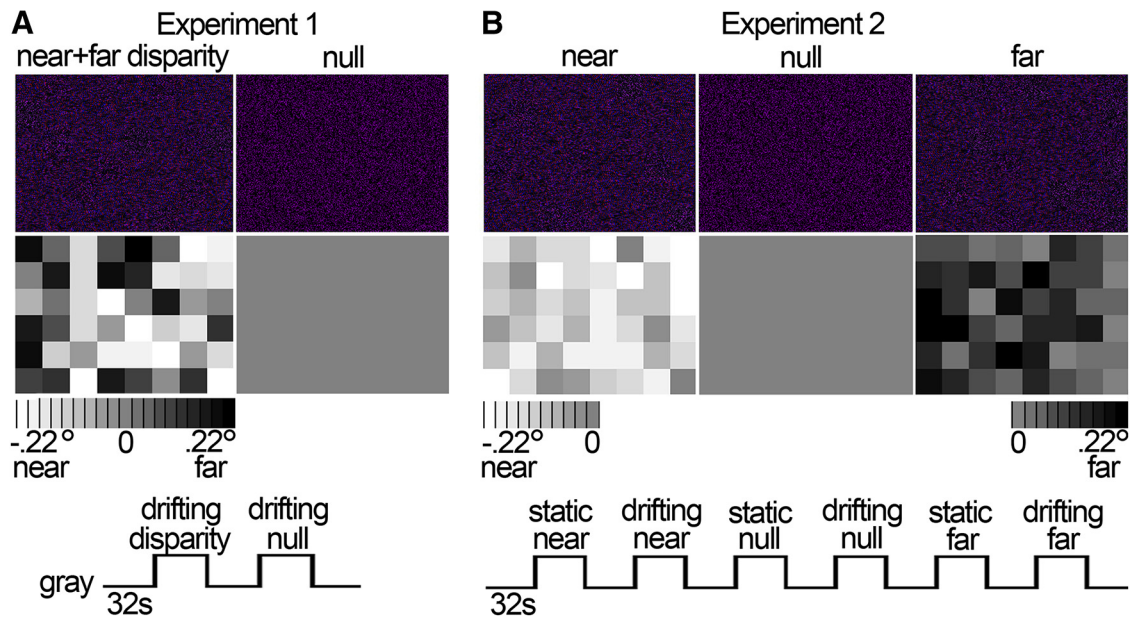 A
Experiment 1
near+far disparity
null
-.22° 0 .22°
near far
drifting disparity
drifting null
gray
32s
B
Experiment 2
near
null
far
-.22° 0
near
0 .22°
far
static near
drifting near
static null
drifting null
static far
drifting far
32s